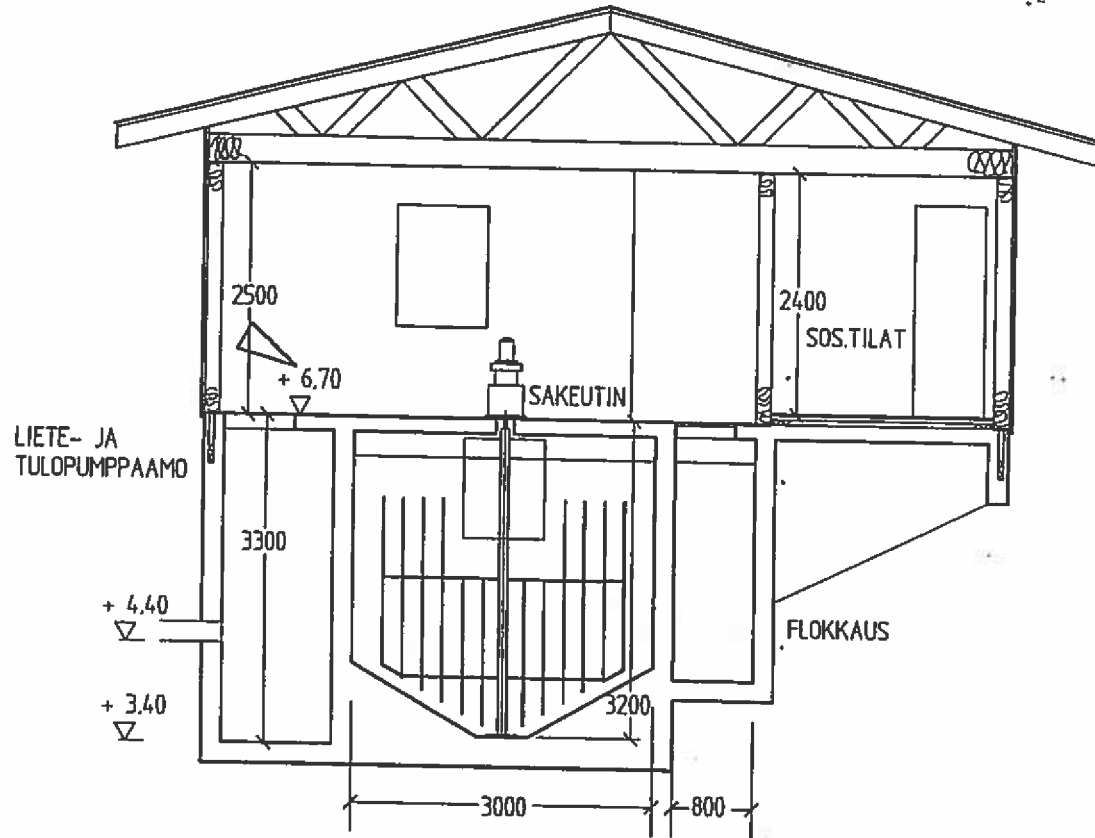 2500
2400
SOS.TILAT
+ 6.70
SAKEUTIN
LIETE- JA
TULOPUMPPAAMO
3300
+ 4.40
FLOKKAUS
+ 3.40
3200
3000
800